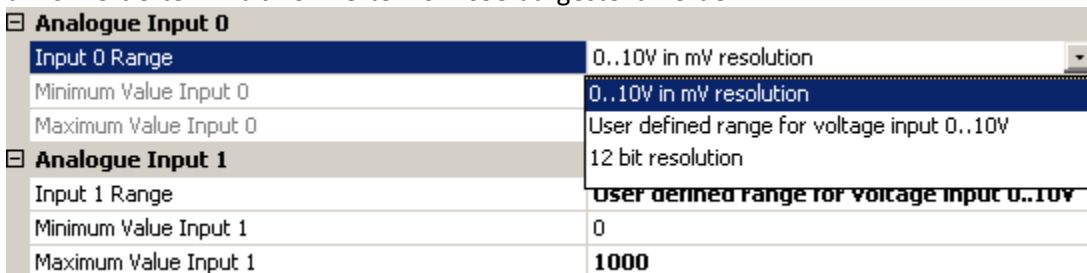 Analogue Input 0
Input 0 Range 0..10V in mV resolution
Minimum Value Input 0 0..10V in mV resolution
Maximum Value Input 0 User defined range for voltage input 0..10V
Analogue Input 1 12 bit resolution
Input 1 Range User defined range for voltage input 0..10V
Minimum Value Input 1 0
Maximum Value Input 1 1000